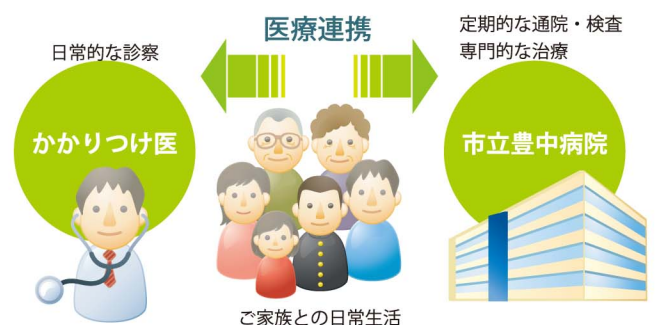 医療連携
日常的な診察
定期的な通院・検査
専門的な治療
かかりつけ医
市立豊中病院
ご家族との日常生活